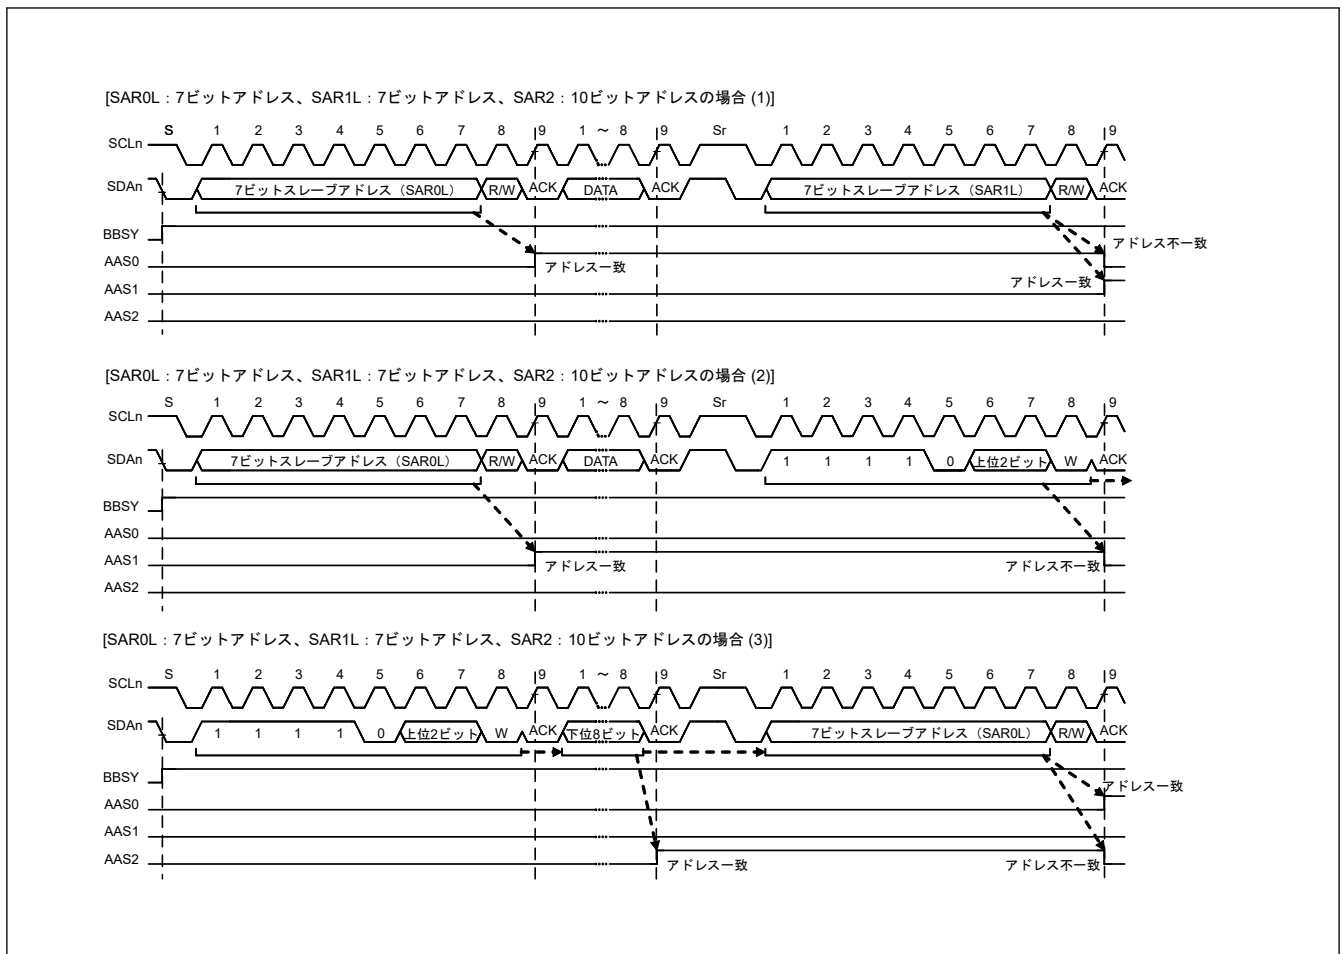 [SAR0L：7ビットアドレス、SAR1L：7ビットアドレス、SAR2：10ビットアドレスの場合 (1)]
S 1 2 3 4 5 6 7 8 9 1 ～ 8 9 Sr 1 2 3 4 5 6 7 8 9
SCLn
SDAn 7ビットスレーブアドレス（SAR0L） R/W ACK DATA ACK 7ビットスレーブアドレス（SAR1L） R/W ACK
BBSY
アドレス不一致
AAS0 アドレス一致
AAS1 アドレス一致
AAS2
[SAR0L：7ビットアドレス、SAR1L：7ビットアドレス、SAR2：10ビットアドレスの場合 (2)]
S 1 2 3 4 5 6 7 8 9 1 ～ 8 9 Sr 1 2 3 4 5 6 7 8 9
SCLn
SDAn 7ビットスレーブアドレス（SAR0L） R/W ACK DATA ACK 1 1 1 1 0 上位2ビット W ACK
BBSY
AAS0
AAS1 アドレス一致 アドレス不一致
AAS2
[SAR0L：7ビットアドレス、SAR1L：7ビットアドレス、SAR2：10ビットアドレスの場合 (3)]
S 1 2 3 4 5 6 7 8 9 1 ～ 8 9 Sr 1 2 3 4 5 6 7 8 9
SCLn
SDAn 1 1 1 1 0 上位2ビット W ACK 下位8ビット ACK 7ビットスレーブアドレス（SAR0L） R/W ACK
BBSY
アドレス一致
AAS0
AAS1
AAS2 アドレス一致 アドレス不一致